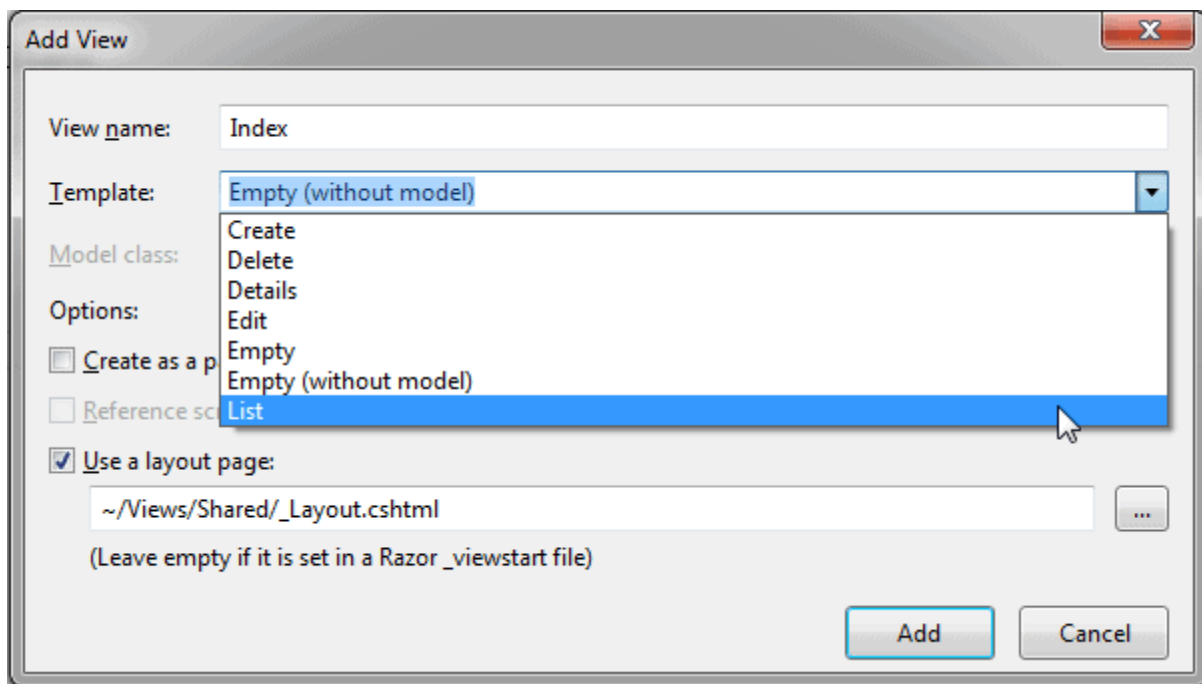 Add View
View name: Index
Template: Empty (without model)
Create
Model class:
Delete
Details
Options:
Edit
Empty
Create as a p
Empty (without model)
Reference sc
List
Use a layout page:
~/Views/Shared/_Layout.cshtml
...
(Leave empty if it is set in a Razor _viewstart file)
Add Cancel